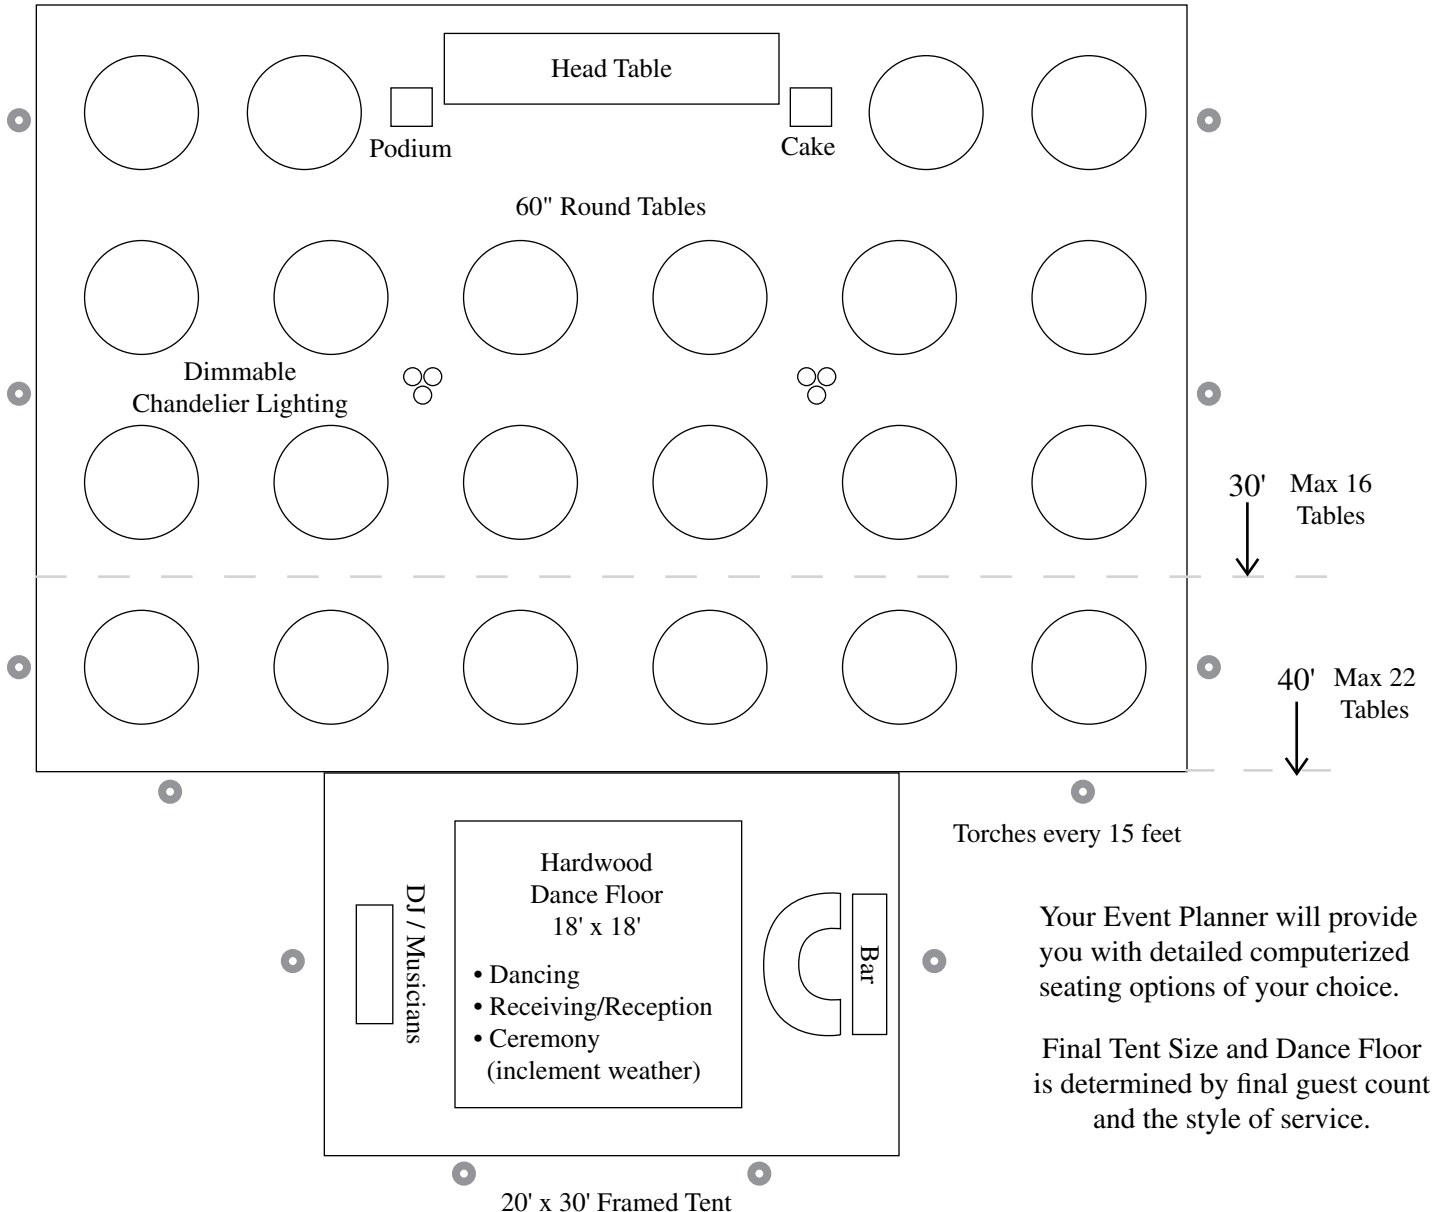 Head Table
Podium
Cake
60" Round Tables
Dimmable
Chandelier Lighting
30'
Max 16
Tables
40'
Max 22
Tables
Torches every 15 feet
Hardwood
Dance Floor
18' x 18'
• Dancing
• Receiving/Reception
• Ceremony
(inclement weather)
DJ / Musicians
Bar
Your Event Planner will provide
you with detailed computerized
seating options of your choice.
Final Tent Size and Dance Floor
is determined by final guest count
and the style of service.
20' x 30' Framed Tent